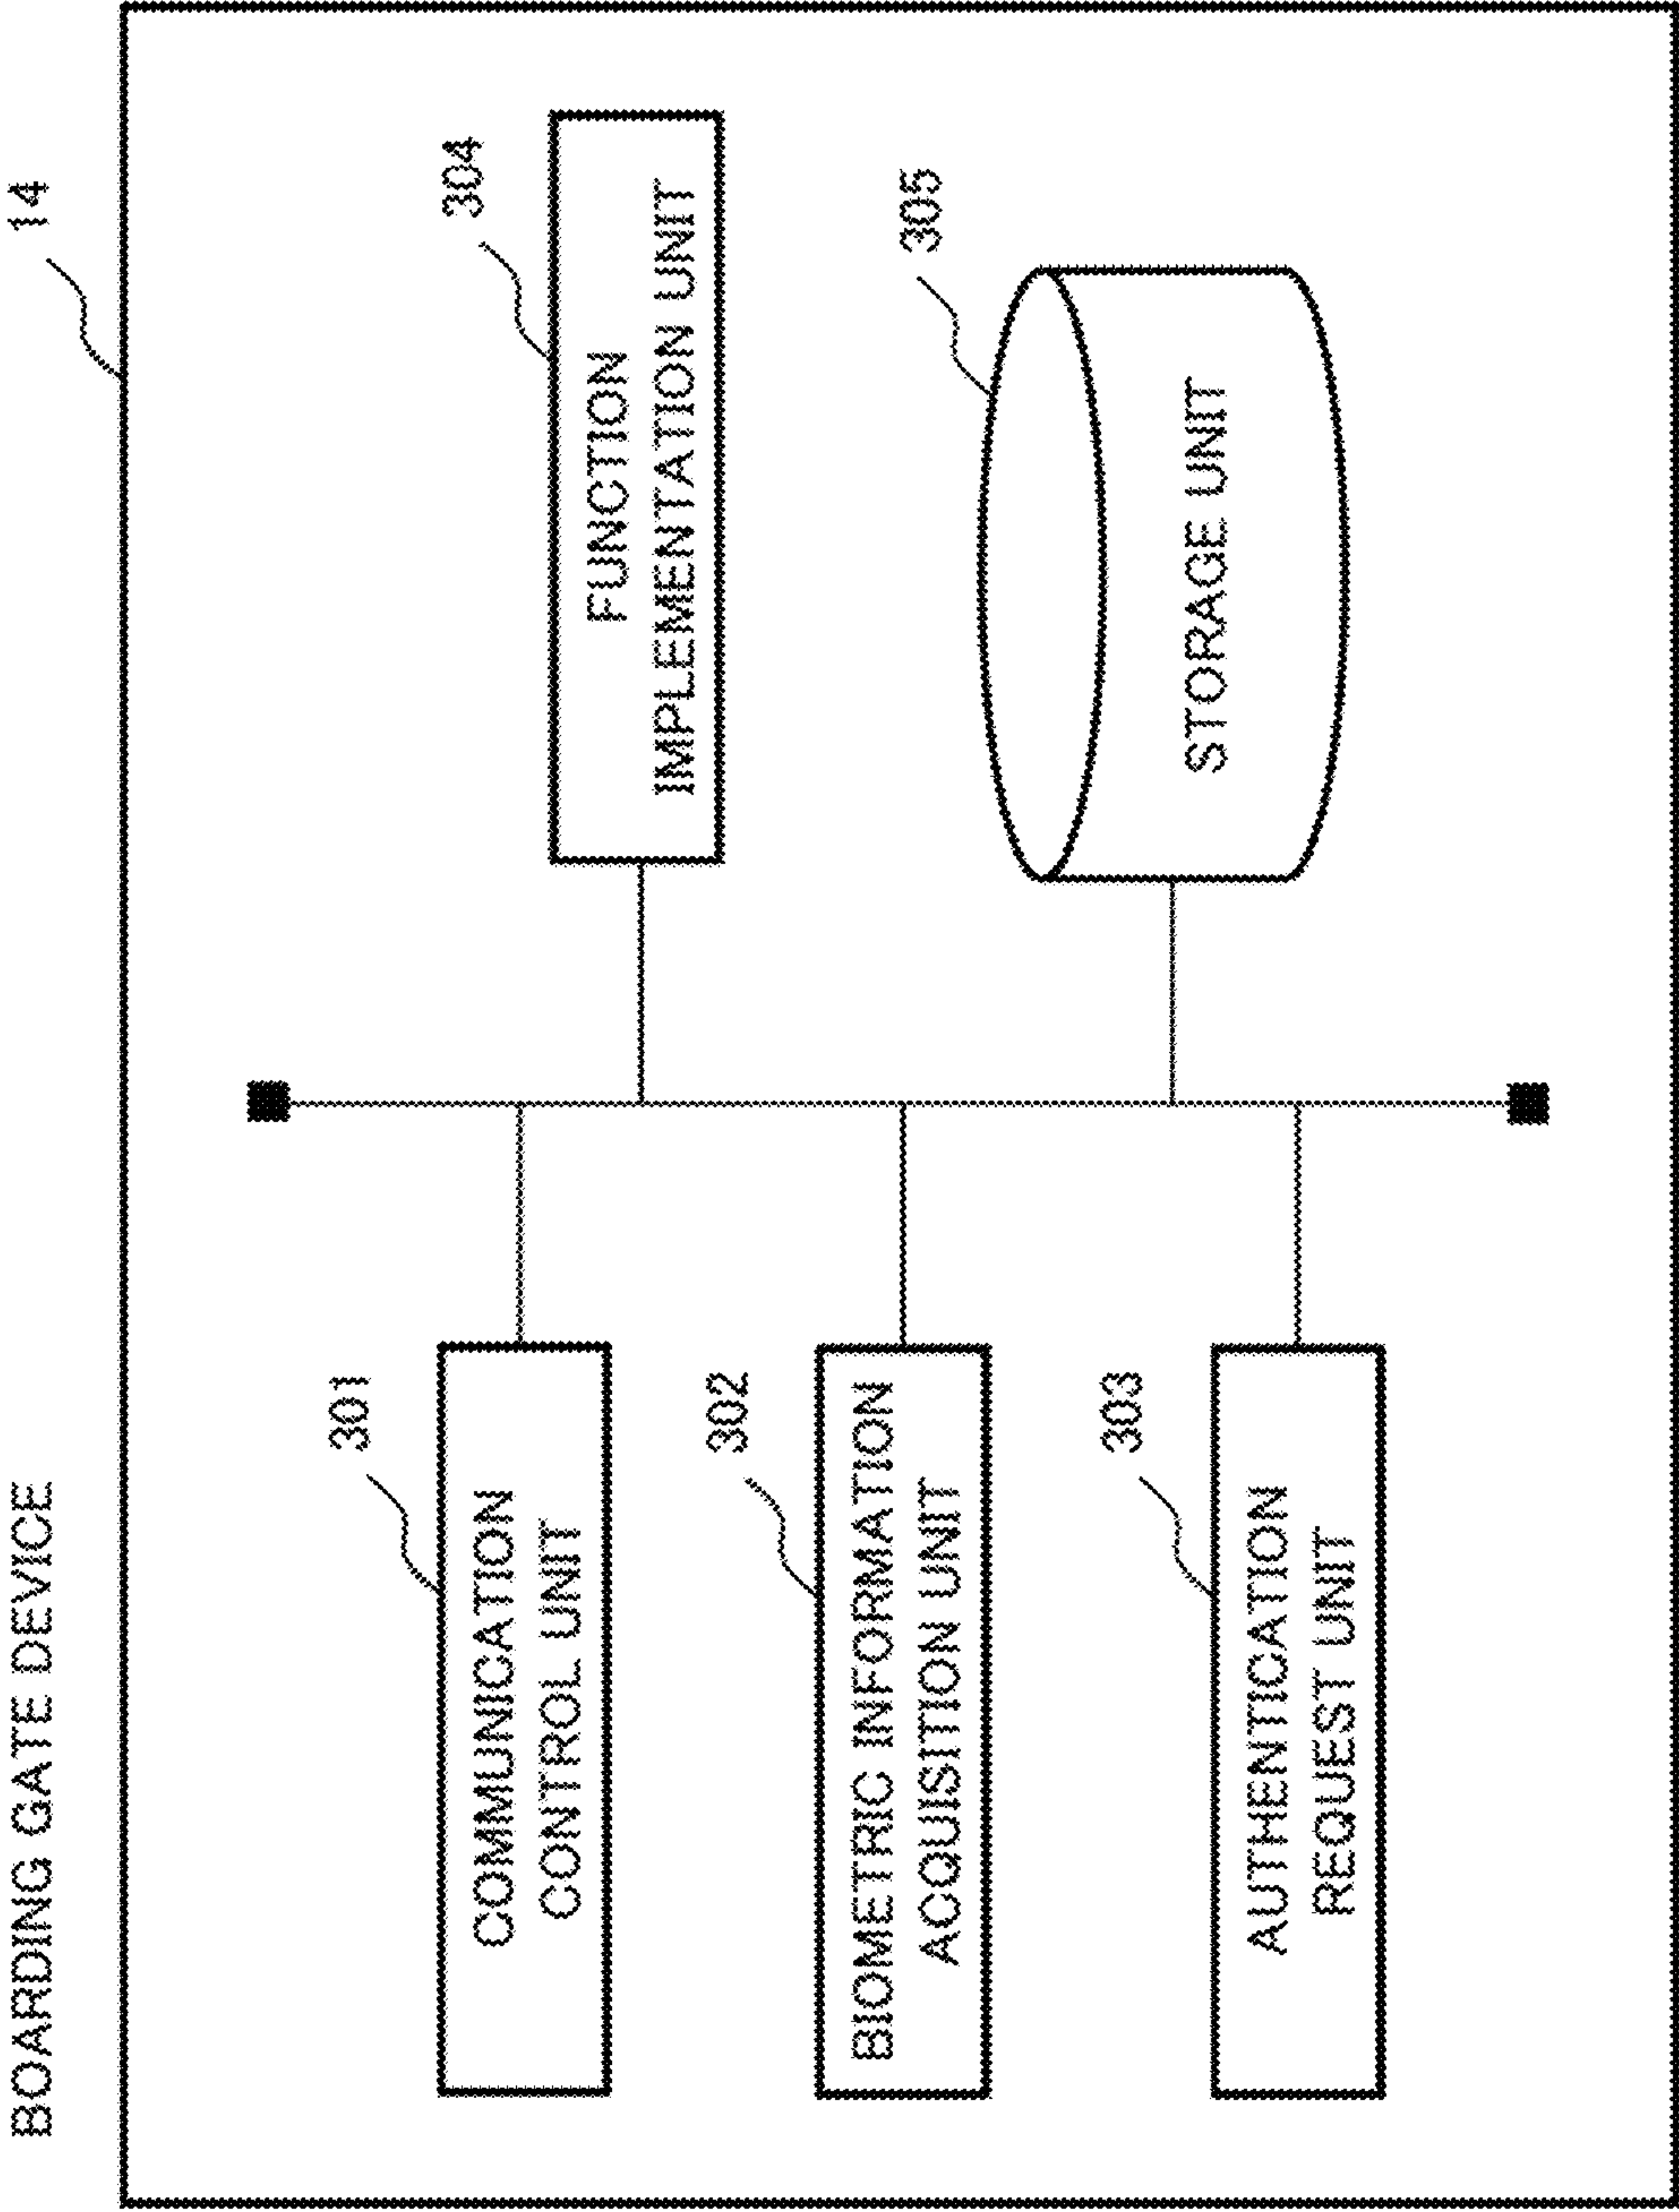 BOARDING GATE DEVICE
14
301
COMMUNICATION
CONTROL UNIT
302
BIOMETRIC INFORMATION
ACQUISITION UNIT
303
AUTHENTICATION
REQUEST UNIT
304
FUNCTION
IMPLEMENTATION UNIT
305
STORAGE UNIT